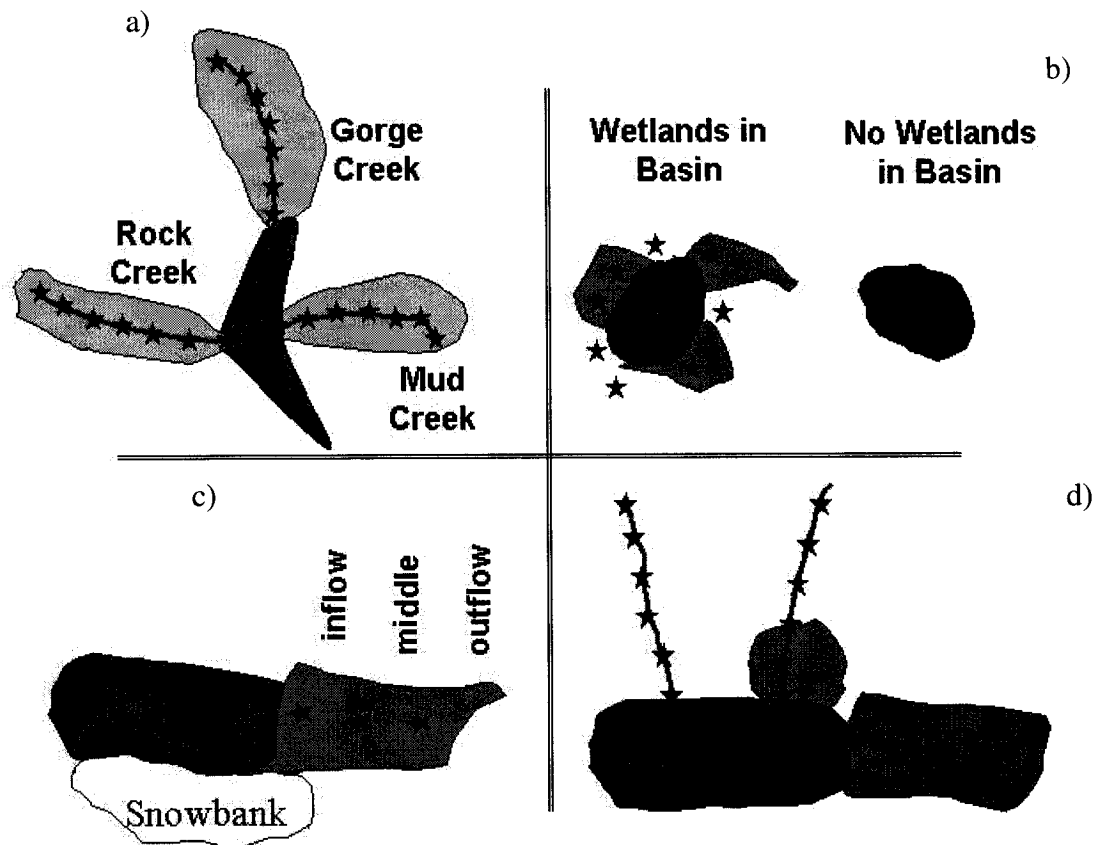 a)
Gorge
Creek
Rock
Creek
Mud
Creek
b)
Wetlands in
Basin
No Wetlands
in Basin
c)
inflow
middle
outflow
Snowbank
d)